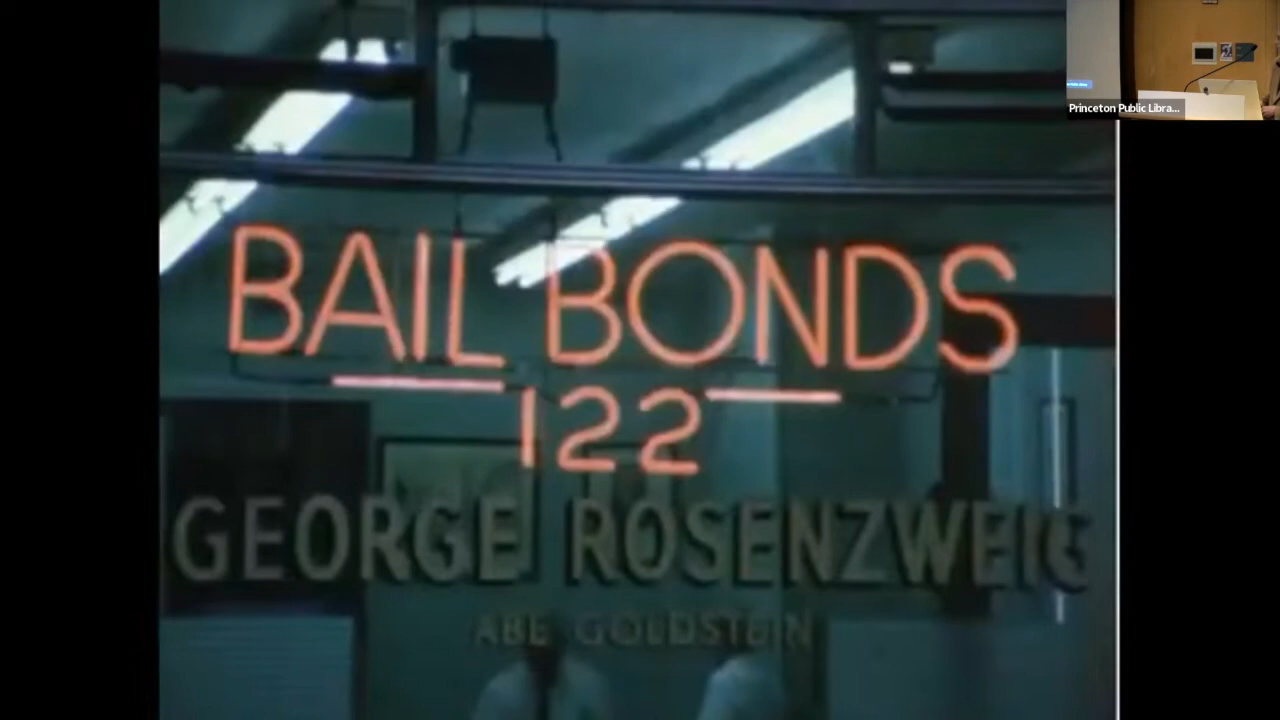 Princeton Public Libra...
BAIL BONDS
122
GEORGE ROSENZWEIG
ABE GOLDSTEIN